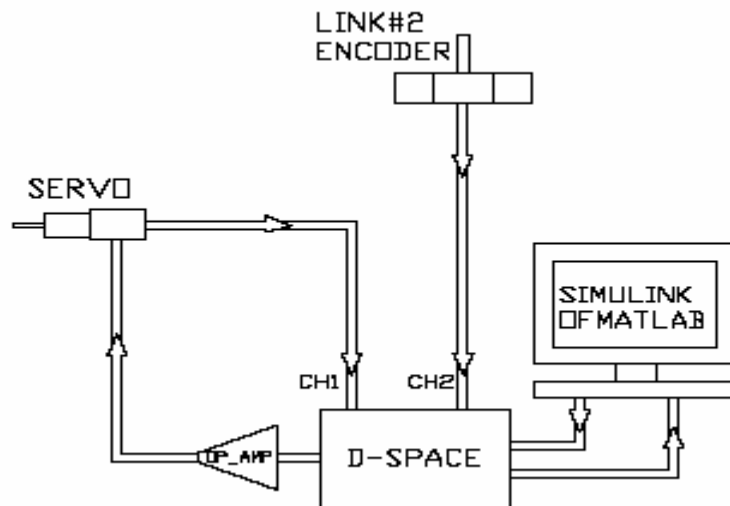 LINK#2
ENCODER
SERVO
SIMULINK
OFMATLAB
CH1
CH2
OP_AMP
D-SPACE